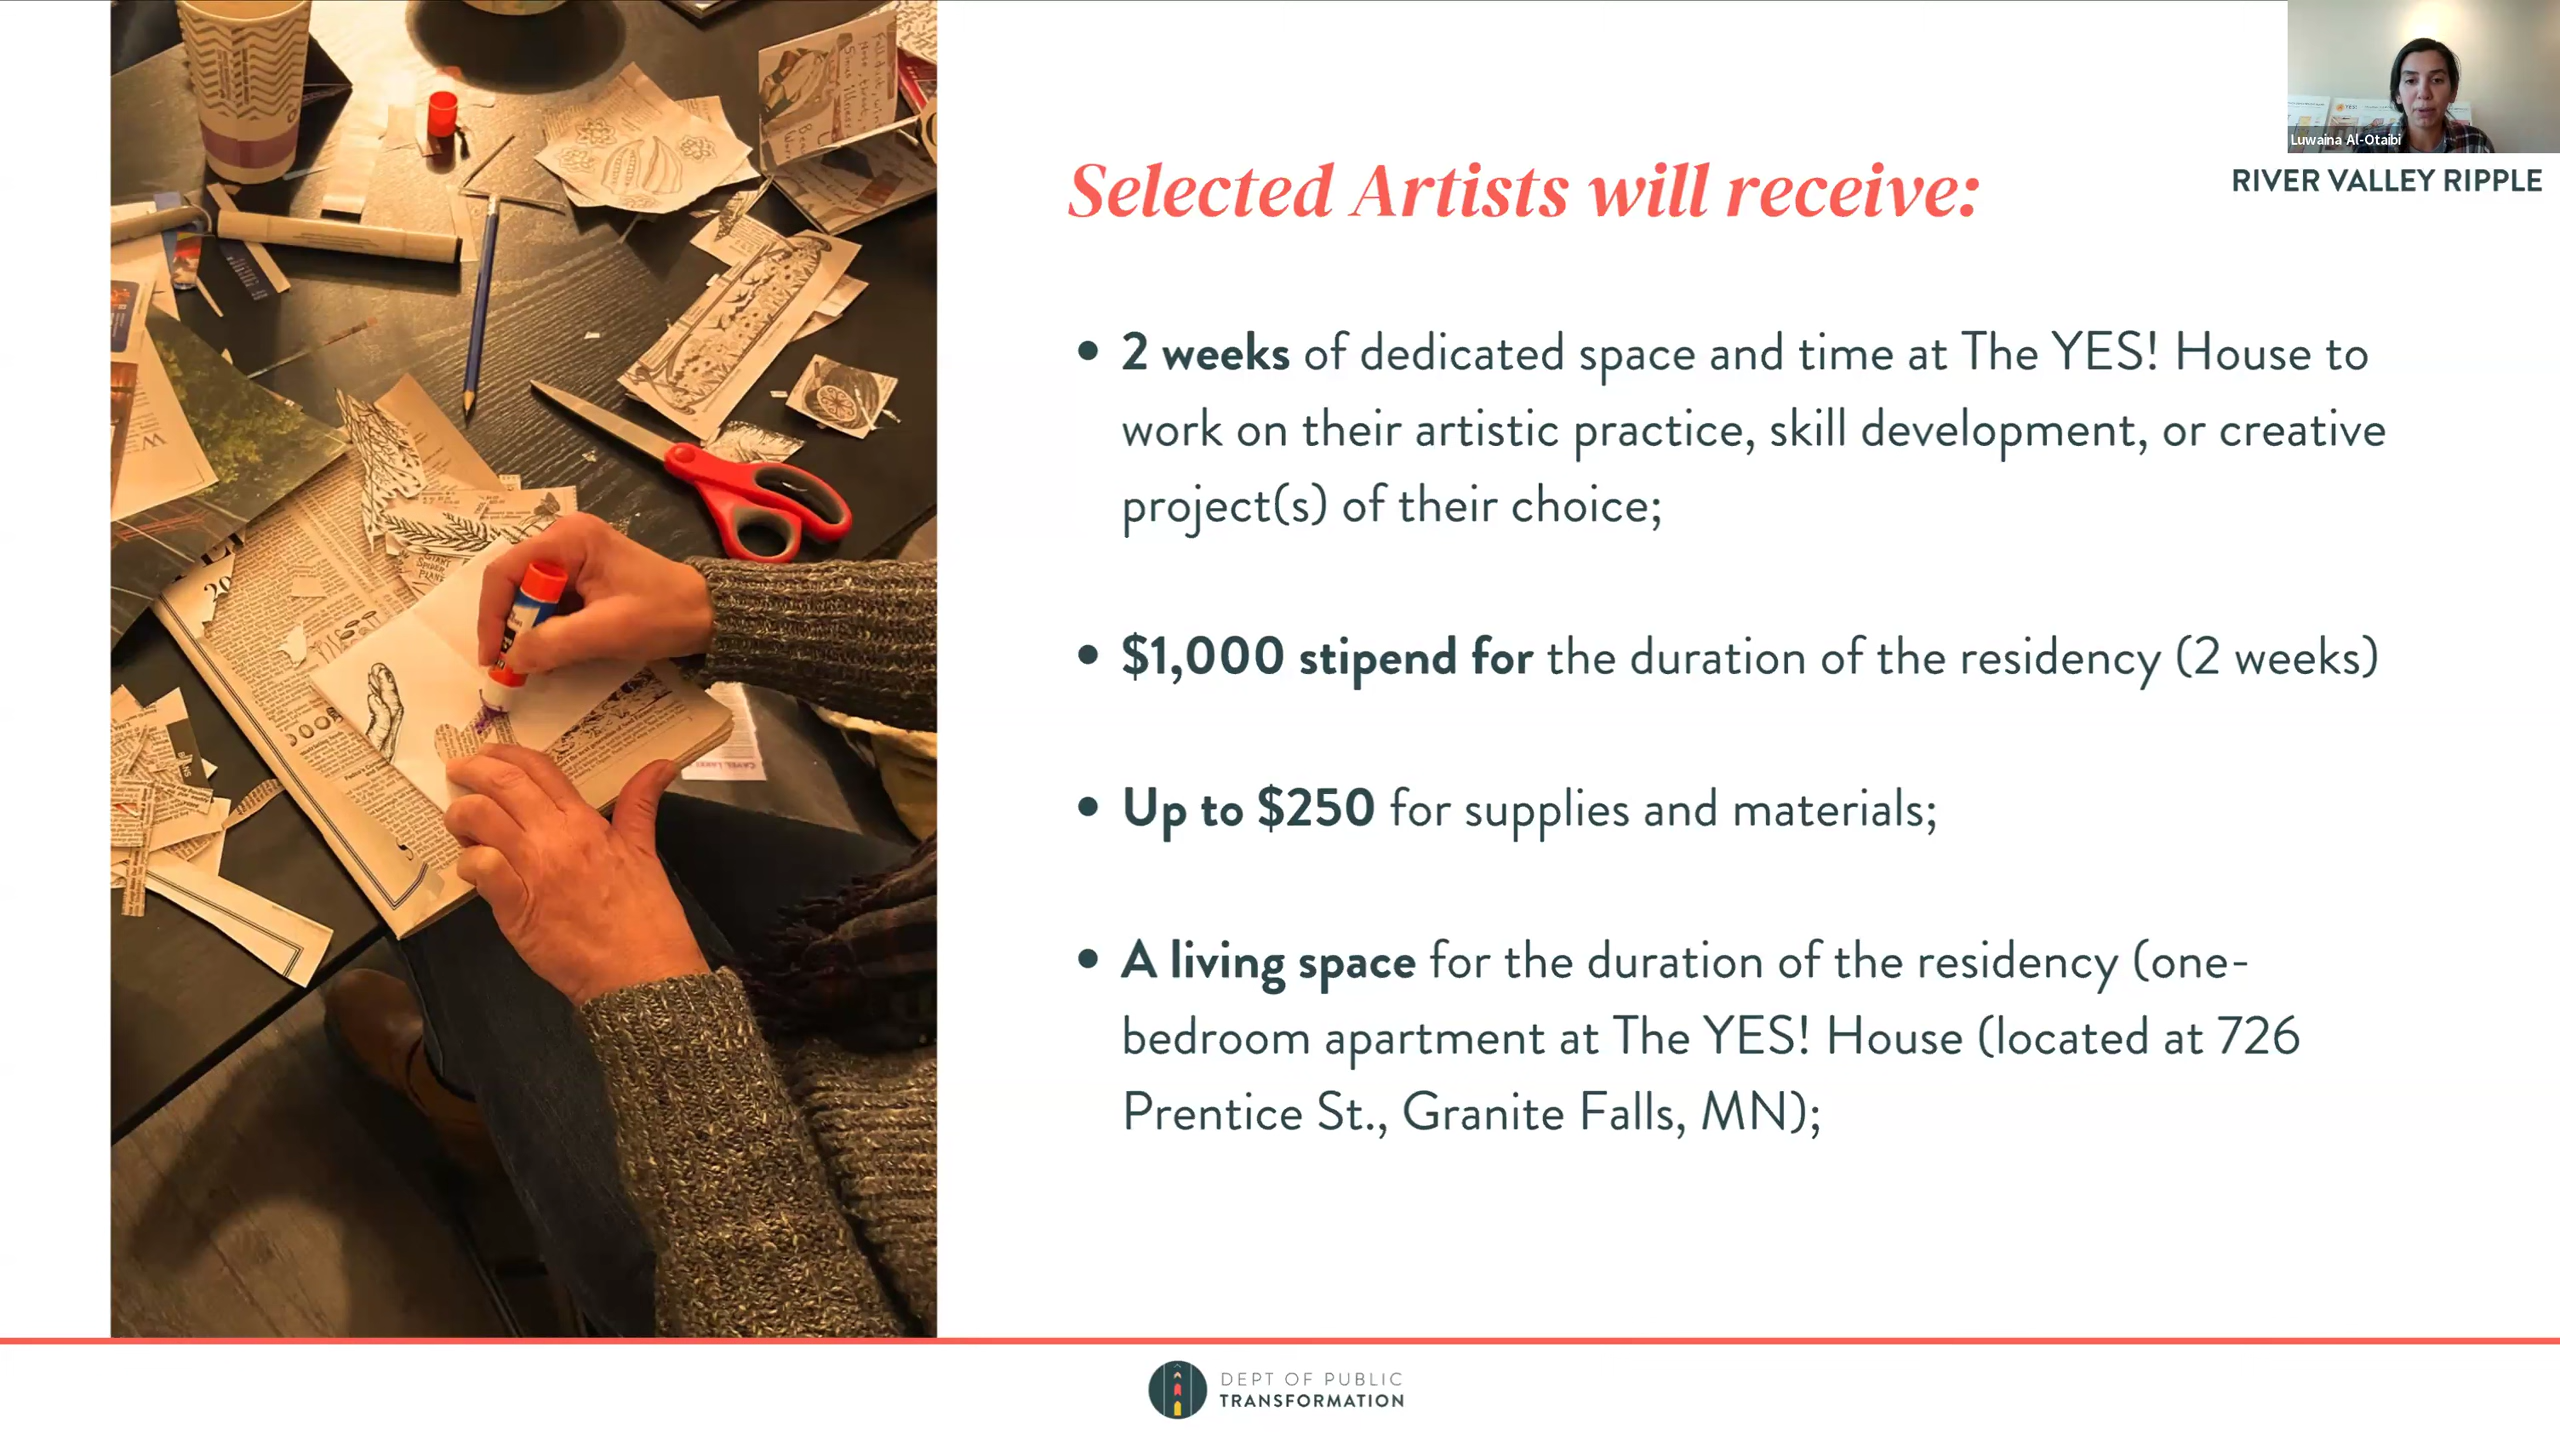 Luwaina Al-Otaibi
RIVER VALLEY RIPPLE
Selected Artists will receive:
• 2 weeks of dedicated space and time at The YES! House to
work on their artistic practice, skill development, or creative
project(s) of their choice;
• $1,000 stipend for the duration of the residency (2 weeks)
• Up to $250 for supplies and materials;
• A living space for the duration of the residency (one-
bedroom apartment at The YES! House (located at 726
Prentice St., Granite Falls, MN);
DEPT OF PUBLIC
TRANSFORMATION